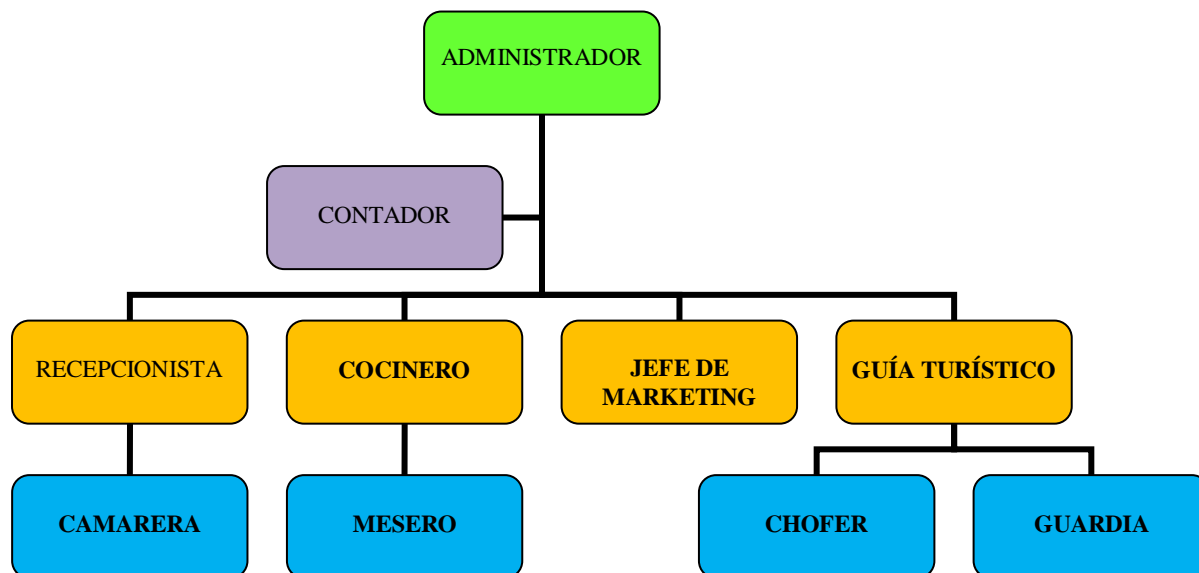 ADMINISTRADOR
CONTADOR
RECEPCIONISTA
COCINERO
JEFE DE
MARKETING
GUÍA TURÍSTICO
CAMARERA
MESERO
CHOFER
GUARDIA